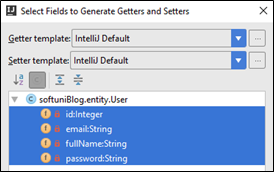 Select Fields to Generate Getters and Setters
Getter template: IntelliJ Default ...
Setter template: IntelliJ Default ...
softuniBlog.entity.User
id:Integer
email:String
fullName:String
password:String